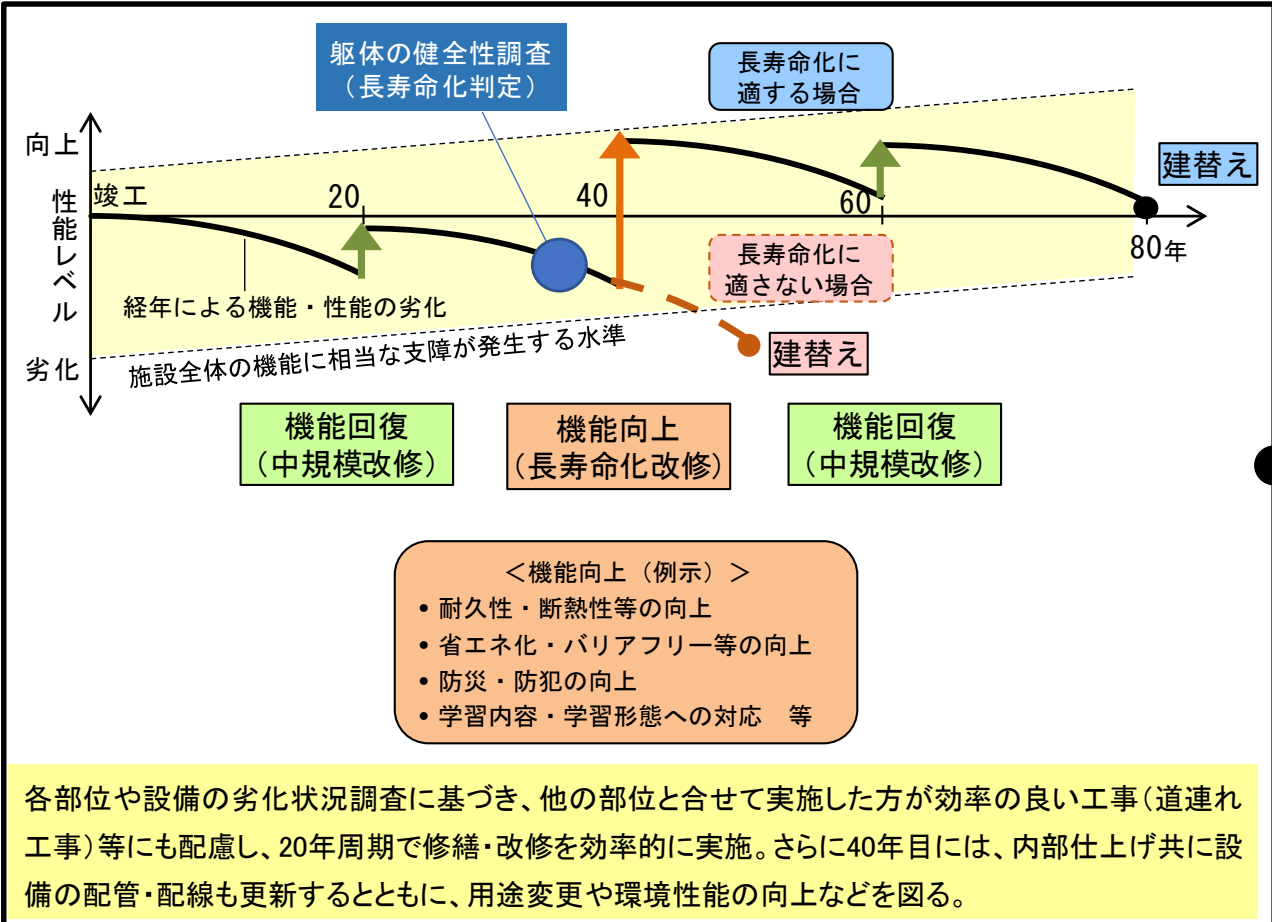 躯体の健全性調査
（長寿命化判定）
長寿命化に
適する場合
向上
性能レベル
劣化
竣工
20
40
60
80年
建替え
経年による機能・性能の劣化
長寿命化に
適さない場合
施設全体の機能に相当な支障が発生する水準
建替え
機能回復
（中規模改修）
機能向上
（長寿命化改修）
機能回復
（中規模改修）
＜機能向上（例示）＞
• 耐久性・断熱性等の向上
• 省エネ化・バリアフリー等の向上
• 防災・防犯の向上
• 学習内容・学習形態への対応　等
各部位や設備の劣化状況調査に基づき、他の部位と合せて実施した方が効率の良い工事（道連れ
工事）等にも配慮し、20年周期で修繕・改修を効率的に実施。さらに40年目には、内部仕上げ共に設
備の配管・配線も更新するとともに、用途変更や環境性能の向上などを図る。